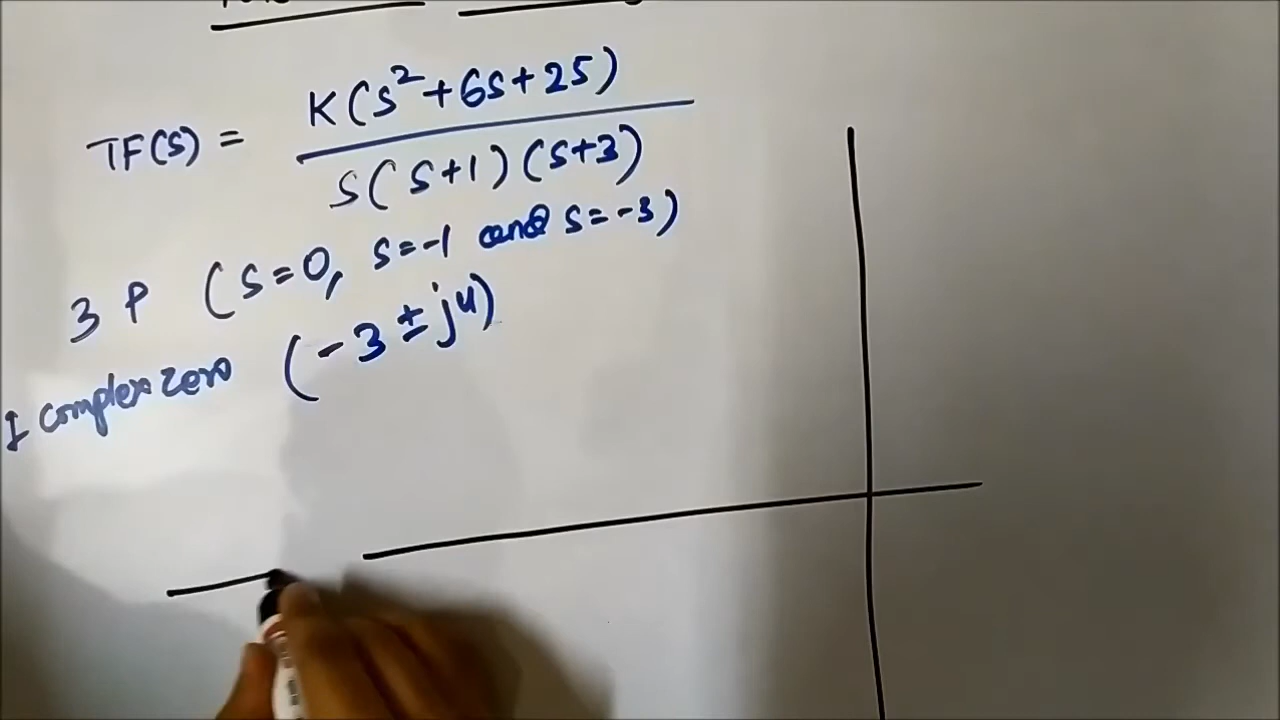 TF(S) = K(s²+6s+25)
S(S+1)(S+3)
3 P (S=0, S=-1 and S=-3)
I complex zero (-3 ± j4)